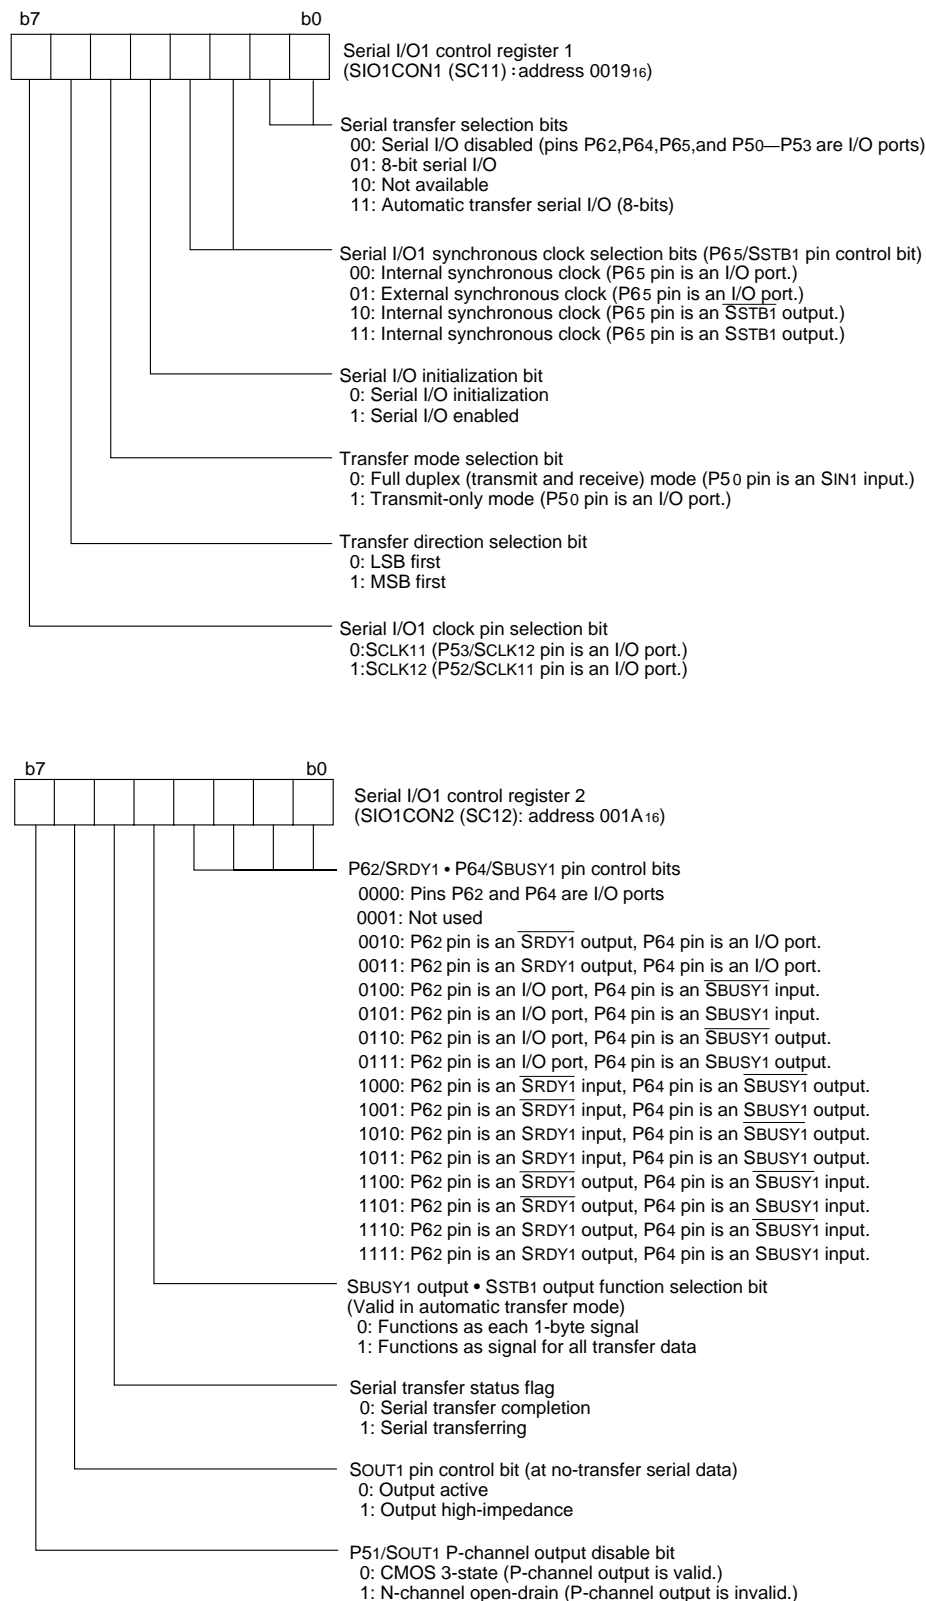 b7 b0
Serial I/O1 control register 1
(SIO1CON1 (SC11) : address 001916)
Serial transfer selection bits
00: Serial I/O disabled (pins P62,P64,P65,and P50—P53 are I/O ports)
01: 8-bit serial I/O
10: Not available
11: Automatic transfer serial I/O (8-bits)
Serial I/O1 synchronous clock selection bits (P65/SSTB1 pin control bit)
00: Internal synchronous clock (P65 pin is an I/O port.)
01: External synchronous clock (P65 pin is an I/O port.)
10: Internal synchronous clock (P65 pin is an S̅S̅T̅B̅1̅ output.)
11: Internal synchronous clock (P65 pin is an SSTB1 output.)
Serial I/O initialization bit
0: Serial I/O initialization
1: Serial I/O enabled
Transfer mode selection bit
0: Full duplex (transmit and receive) mode (P50 pin is an SIN1 input.)
1: Transmit-only mode (P50 pin is an I/O port.)
Transfer direction selection bit
0: LSB first
1: MSB first
Serial I/O1 clock pin selection bit
0:SCLK11 (P53/SCLK12 pin is an I/O port.)
1:SCLK12 (P52/SCLK11 pin is an I/O port.)
b7 b0
Serial I/O1 control register 2
(SIO1CON2 (SC12): address 001A16)
P62/SRDY1 • P64/SBUSY1 pin control bits
0000: Pins P62 and P64 are I/O ports
0001: Not used
0010: P62 pin is an S̅R̅D̅Y̅1̅ output, P64 pin is an I/O port.
0011: P62 pin is an SRDY1 output, P64 pin is an I/O port.
0100: P62 pin is an I/O port, P64 pin is an S̅B̅U̅S̅Y̅1̅ input.
0101: P62 pin is an I/O port, P64 pin is an SBUSY1 input.
0110: P62 pin is an I/O port, P64 pin is an S̅B̅U̅S̅Y̅1̅ output.
0111: P62 pin is an I/O port, P64 pin is an SBUSY1 output.
1000: P62 pin is an S̅R̅D̅Y̅1̅ input, P64 pin is an S̅B̅U̅S̅Y̅1̅ output.
1001: P62 pin is an S̅R̅D̅Y̅1̅ input, P64 pin is an SBUSY1 output.
1010: P62 pin is an SRDY1 input, P64 pin is an S̅B̅U̅S̅Y̅1̅ output.
1011: P62 pin is an SRDY1 input, P64 pin is an SBUSY1 output.
1100: P62 pin is an S̅R̅D̅Y̅1̅ output, P64 pin is an S̅B̅U̅S̅Y̅1̅ input.
1101: P62 pin is an S̅R̅D̅Y̅1̅ output, P64 pin is an SBUSY1 input.
1110: P62 pin is an SRDY1 output, P64 pin is an S̅B̅U̅S̅Y̅1̅ input.
1111: P62 pin is an SRDY1 output, P64 pin is an SBUSY1 input.
SBUSY1 output • SSTB1 output function selection bit
(Valid in automatic transfer mode)
0: Functions as each 1-byte signal
1: Functions as signal for all transfer data
Serial transfer status flag
0: Serial transfer completion
1: Serial transferring
SOUT1 pin control bit (at no-transfer serial data)
0: Output active
1: Output high-impedance
P51/SOUT1 P-channel output disable bit
0: CMOS 3-state (P-channel output is valid.)
1: N-channel open-drain (P-channel output is invalid.)